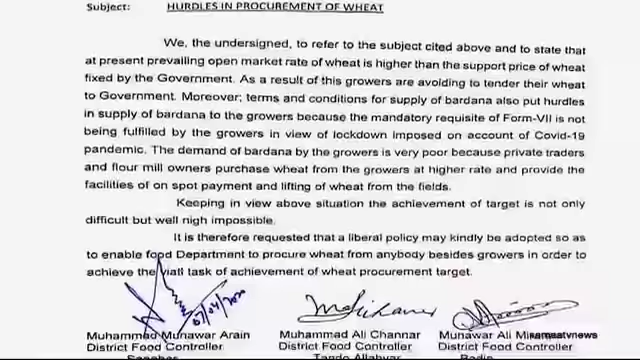 Subject: HURDLES IN PROCUREMENT OF WHEAT
We, the undersigned, to refer to the subject cited above and to state that
at present prevailing open market rate of wheat is higher than the support price of wheat
fixed by the Government. As a result of this growers are avoiding to tender their wheat
to Government. Moreover; terms and conditions for supply of bardana also put hurdles
in supply of bardana to the growers because the mandatory requisite of Form-VII is not
being fulfilled by the growers in view of lockdown imposed on account of Covid-19
pandemic. The demand of bardana by the growers is very poor because private traders
and flour mill owners purchase wheat from the growers at higher rate and provide the
facilities of on spot payment and lifting of wheat from the fields.
Keeping in view above situation the achievement of target is not only
difficult but well nigh impossible.
It is therefore requested that a liberal policy may kindly be adopted so as
to enable food Department to procure wheat from anybody besides growers in order to
achieve the task of achievement of wheat procurement target.
07/04/2020
Muhammad Munawar Arain Muhammad Ali Channar Munawar Ali
District Food Controller District Food Controller District Food Controller
Sanghar Tando Allahyar Badin